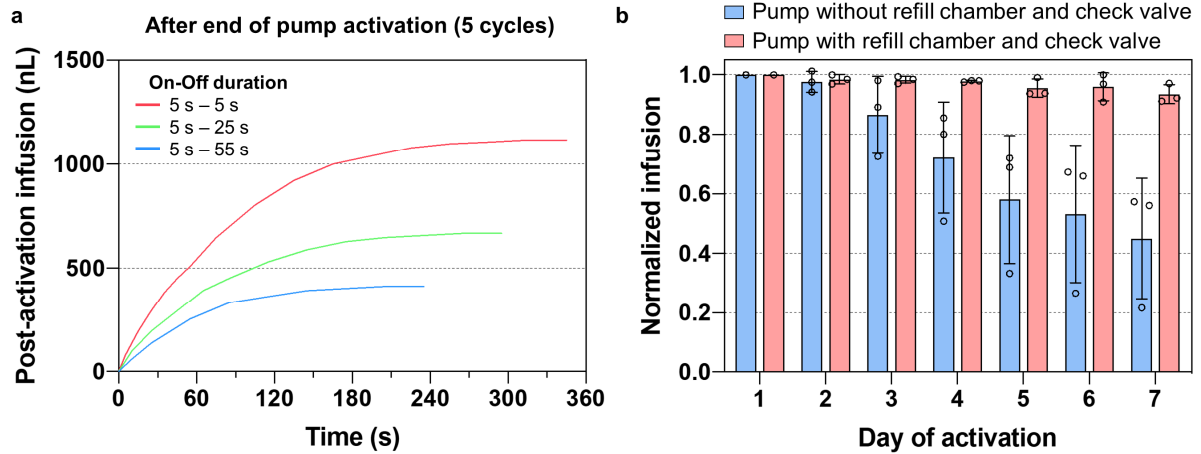 a
After end of pump activation (5 cycles)
Post-activation infusion (nL)
1500
1000
500
0
On-Off duration
5 s – 5 s
5 s – 25 s
5 s – 55 s
0 60 120 180 240 300 360
Time (s)
b
Pump without refill chamber and check valve
Pump with refill chamber and check valve
Normalized infusion
1.0
0.8
0.6
0.4
0.2
0.0
1 2 3 4 5 6 7
Day of activation